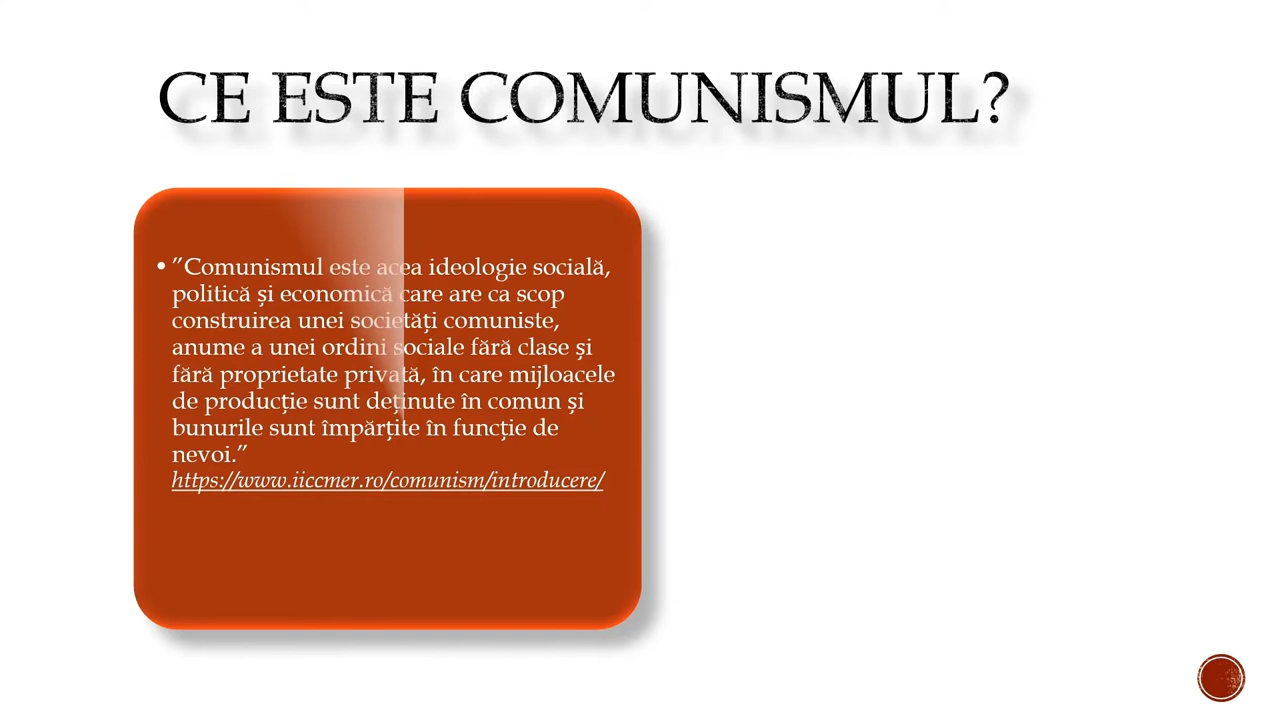 CE ESTE COMUNISMUL?
• ”Comunismul este acea ideologie socială,
politică și economică care are ca scop
construirea unei societăți comuniste,
anume a unei ordini sociale fără clase și
fără proprietate privată, în care mijloacele
de producție sunt deținute în comun și
bunurile sunt împărțite în funcție de
nevoi.”
https://www.iiccmer.ro/comunism/introducere/